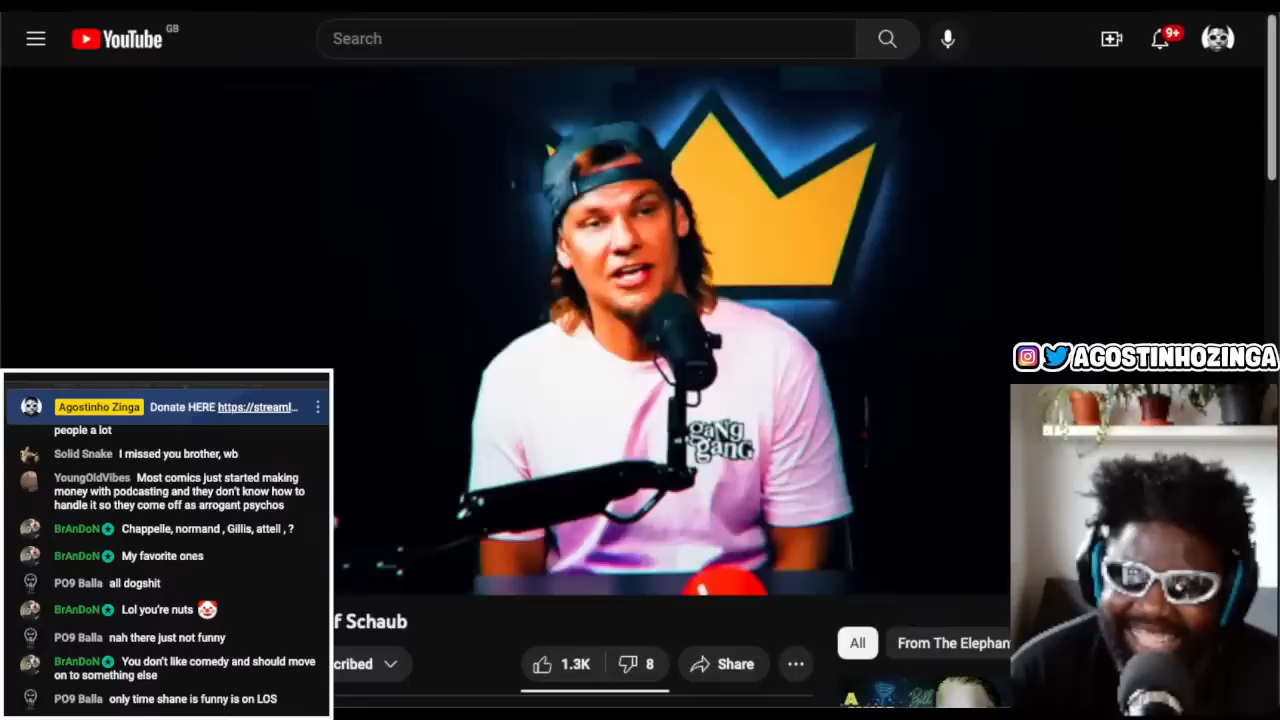 YouTube GB
Search
9+
gaNg
ganG
AGOSTINHOZINGA
Agostinho Zinga Donate HERE https://streaml...
people a lot
Solid Snake I missed you brother, wb
YoungOldVibes Most comics just started making
money with podcasting and they don't know how to
handle it so they come off as arrogant psychos
BrAnDoN Chappelle, normand , Gillis, attell , ?
BrAnDoN My favorite ones
PO9 Balla all dogshit
BrAnDoN Lol you're nuts
PO9 Balla nah there just not funny
BrAnDoN You don't like comedy and should move
on to something else
PO9 Balla only time shane is funny is on LOS
f Schaub
cribed
1.3K
8
Share
All
From The Elephan